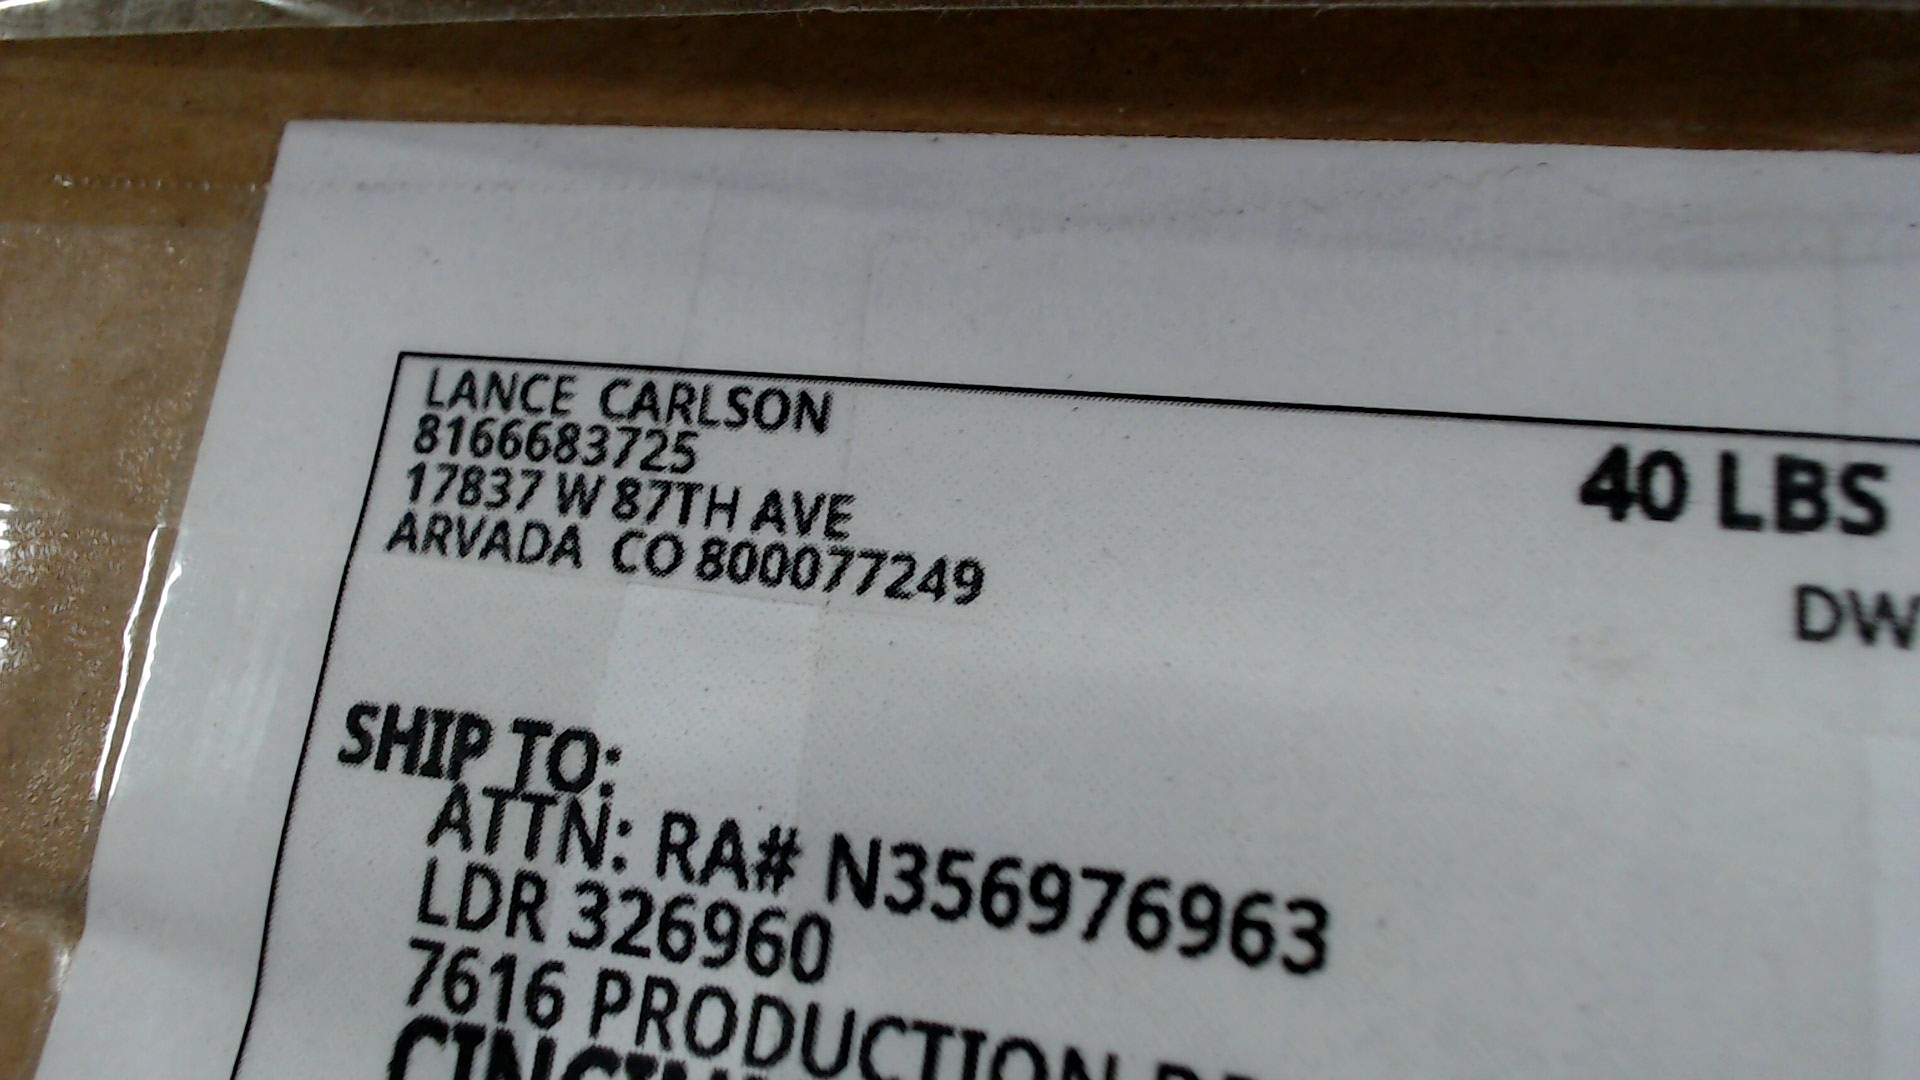 LANCE CARLSON
8166683725
17837 W 87TH AVE
ARVADA CO 800077249
40 LBS
DW
SHIP TO:
ATTN: RA# N356976963
LDR 326960
7616 PRODUCTION